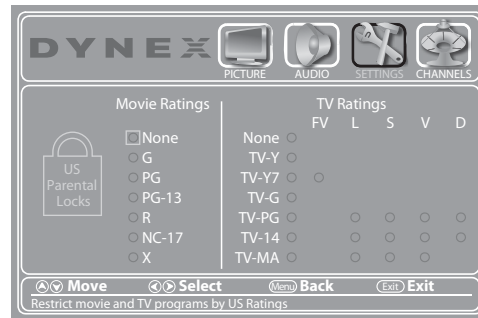 DYNEX
PICTURE AUDIO SETTINGS CHANNELS
Movie Ratings
TV Ratings
FV L S V D
US
Parental
Locks
None
G
PG
PG-13
R
NC-17
X
None
TV-Y
TV-Y7
TV-G
TV-PG
TV-14
TV-MA
Move Select Menu Back Exit Exit
Restrict movie and TV programs by US Ratings